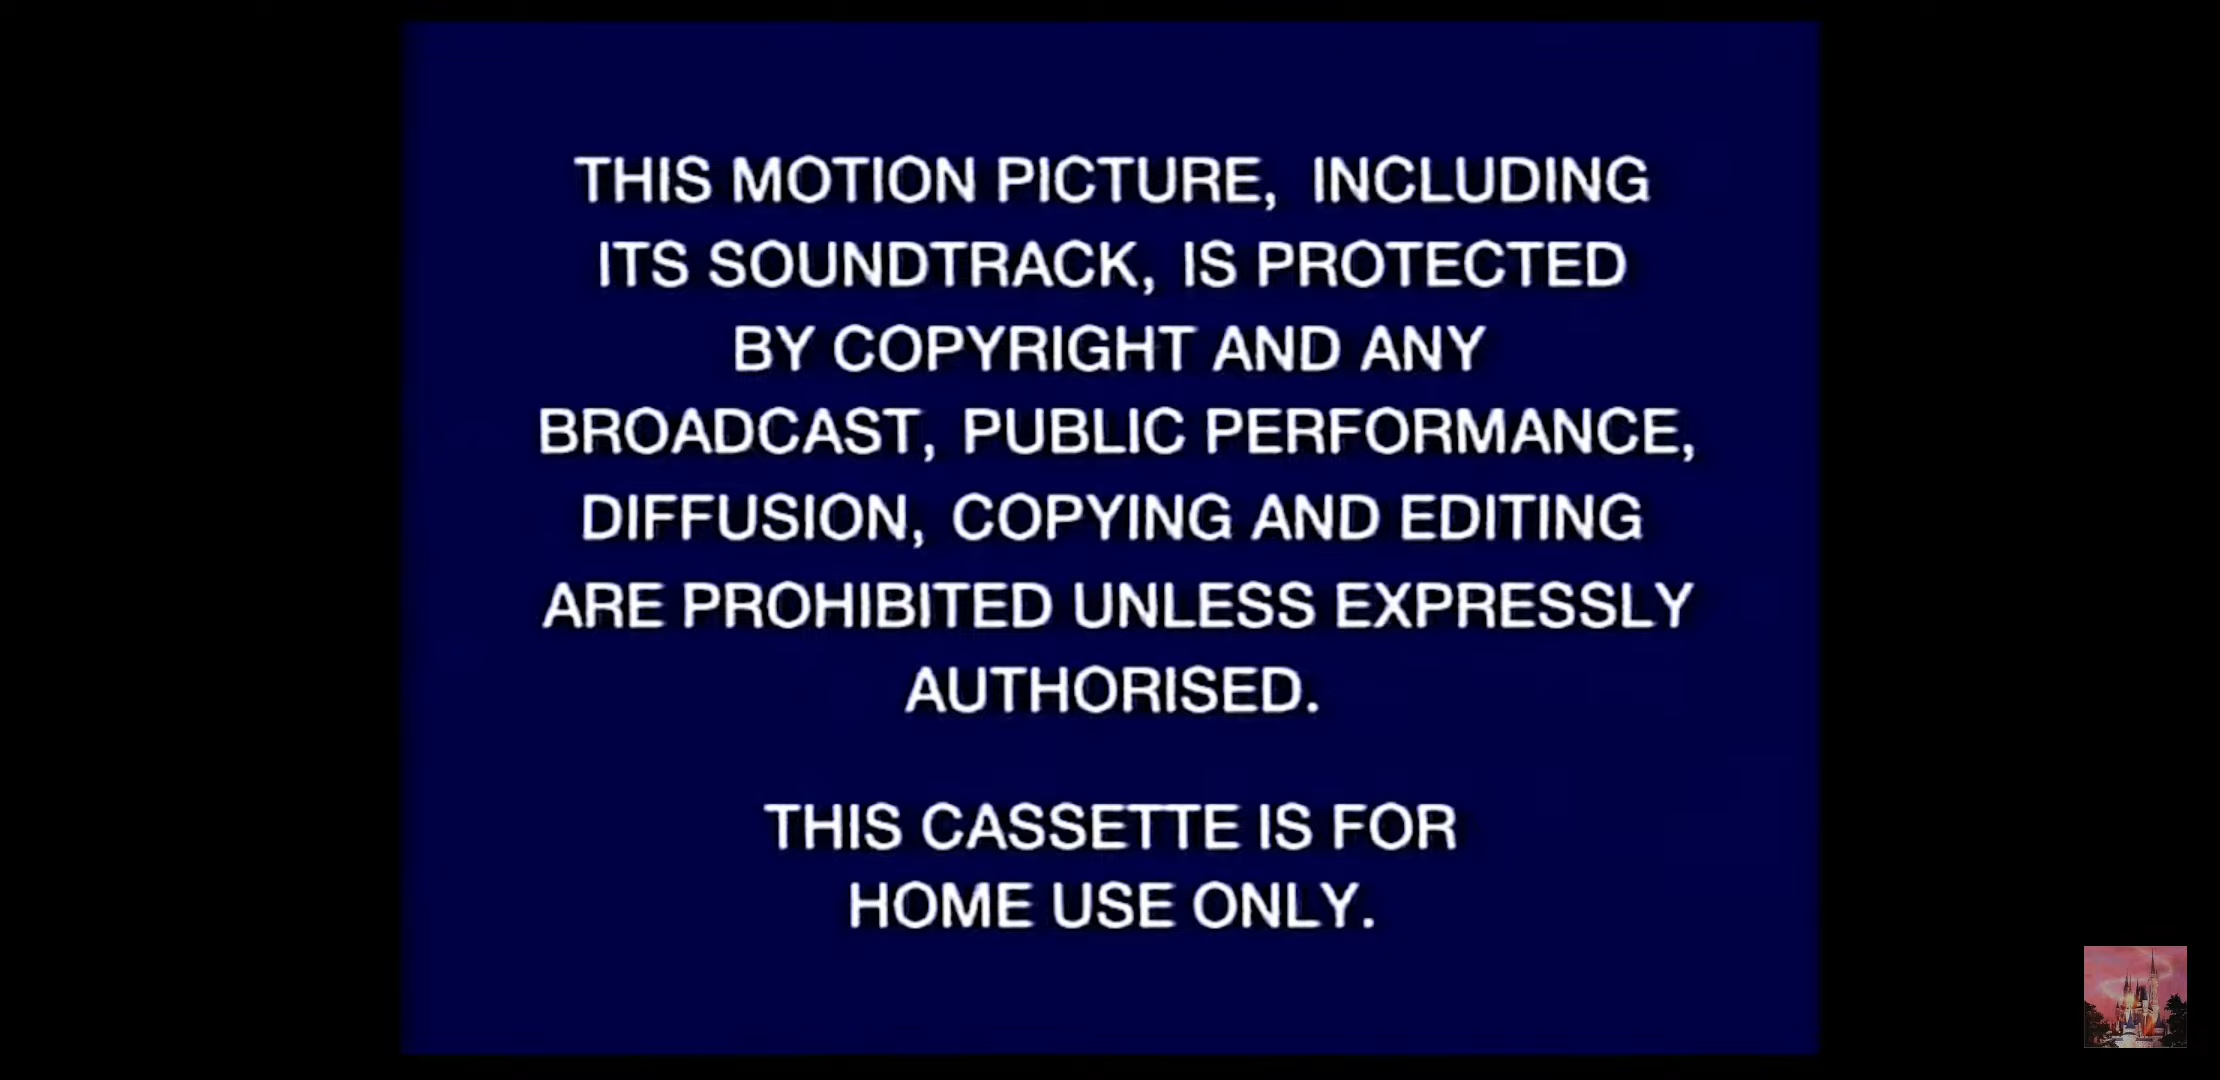 THIS MOTION PICTURE, INCLUDING
ITS SOUNDTRACK, IS PROTECTED
BY COPYRIGHT AND ANY
BROADCAST, PUBLIC PERFORMANCE,
DIFFUSION, COPYING AND EDITING
ARE PROHIBITED UNLESS EXPRESSLY
AUTHORISED.
THIS CASSETTE IS FOR
HOME USE ONLY.